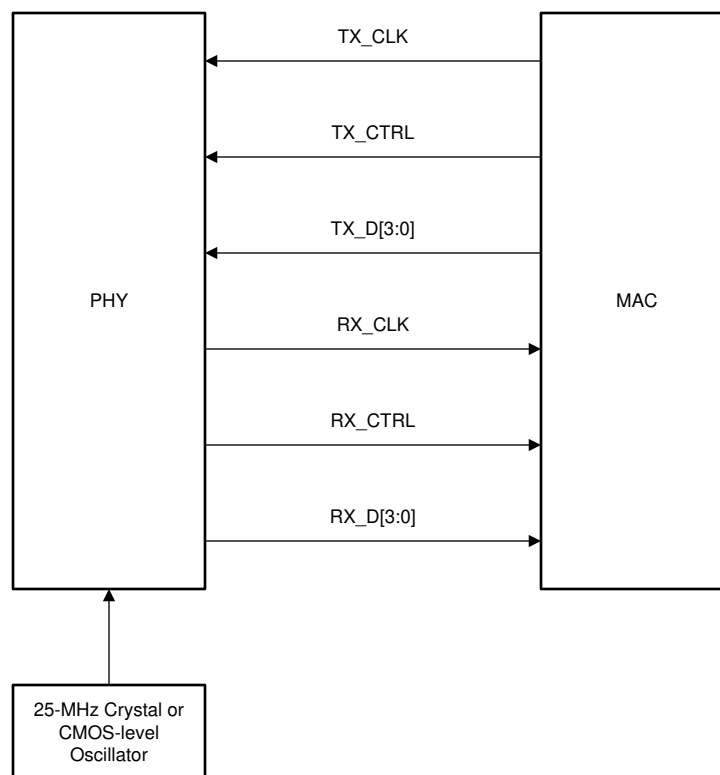 TX_CLK
TX_CTRL
TX_D[3:0]
PHY
MAC
RX_CLK
RX_CTRL
RX_D[3:0]
25-MHz Crystal or
CMOS-level
Oscillator